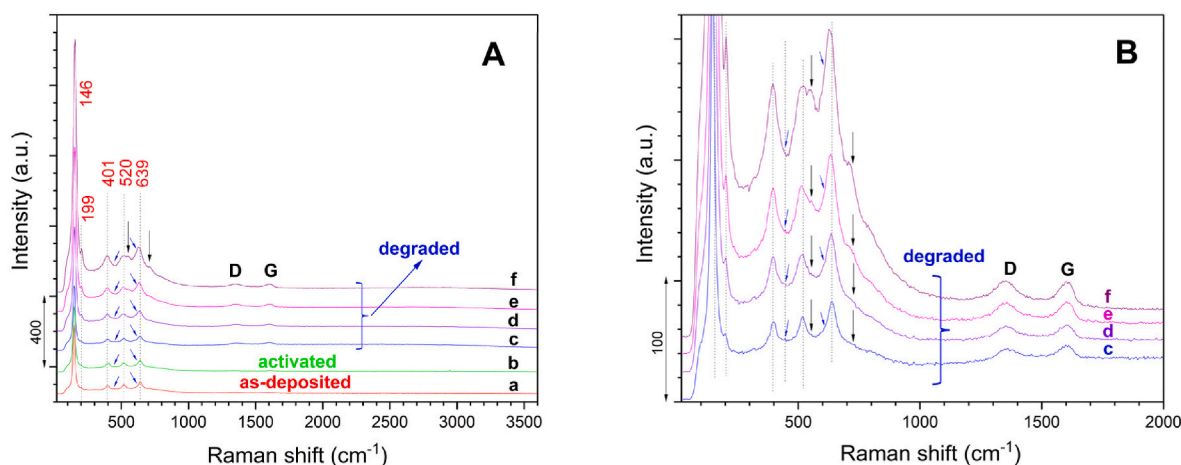 A
Intensity (a.u.)
146
199
401
520
639
degraded
D
G
f
e
d
c
activated
b
as-deposited
a
400
500
1000
1500
2000
2500
3000
3500
Raman shift (cm⁻¹)
B
Intensity (a.u.)
degraded
D
G
f
e
d
c
100
500
1000
1500
2000
Raman shift (cm⁻¹)